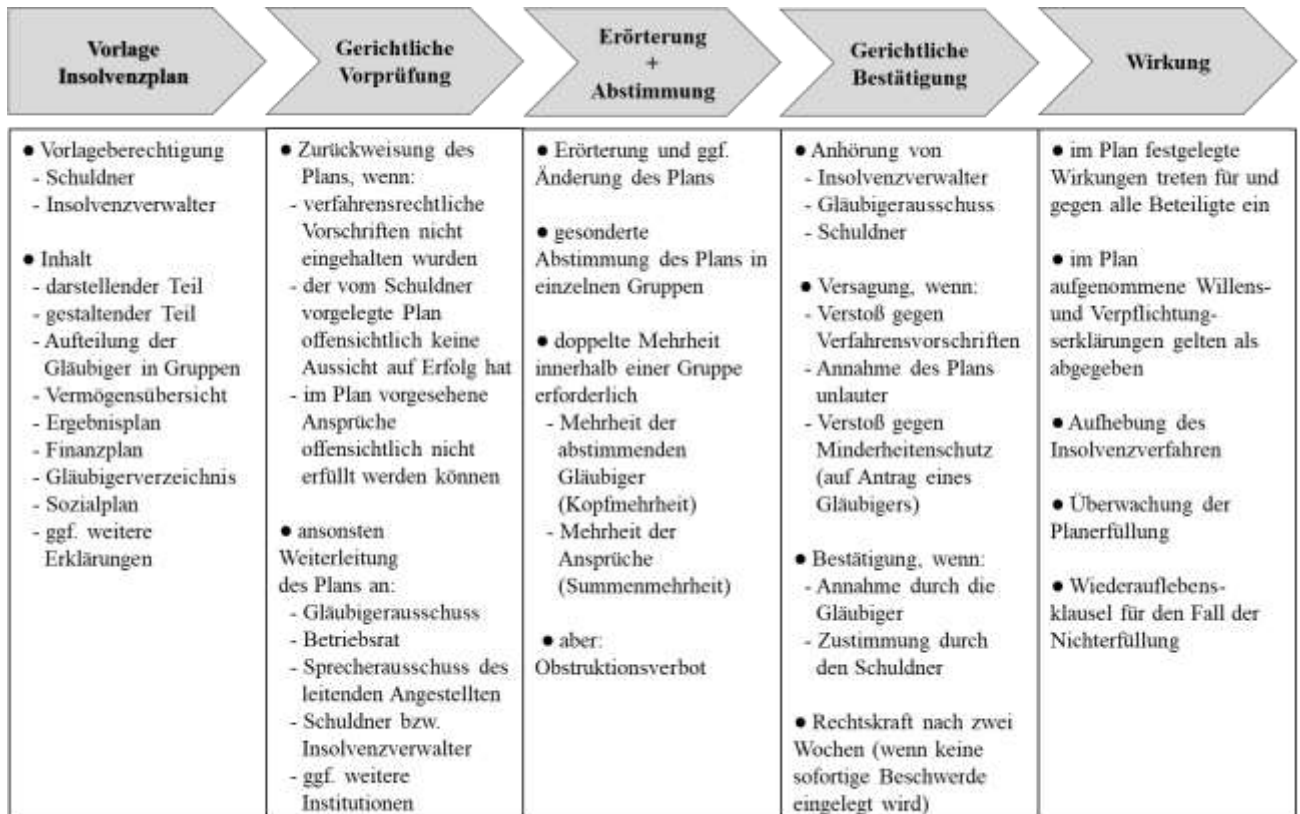 Vorlage
Insolvenzplan
Gerichtliche
Vorprüfung
Erörterung
+
Abstimmung
Gerichtliche
Bestätigung
Wirkung
● Vorlageberechtigung
- Schuldner
- Insolvenzverwalter
● Inhalt
- darstellender Teil
- gestaltender Teil
- Aufteilung der
Gläubiger in Gruppen
- Vermögensübersicht
- Ergebnisplan
- Finanzplan
- Gläubigerverzeichnis
- Sozialplan
- ggf. weitere
Erklärungen
● Zurückweisung des
Plans, wenn:
- verfahrensrechtliche
Vorschriften nicht
eingehalten wurden
- der vom Schuldner
vorgelegte Plan
offensichtlich keine
Aussicht auf Erfolg hat
- im Plan vorgesehene
Ansprüche
offensichtlich nicht
erfüllt werden können
● ansonsten
Weiterleitung
des Plans an:
- Gläubigerausschuss
- Betriebsrat
- Sprecherausschuss des
leitenden Angestellten
- Schuldner bzw.
Insolvenzverwalter
- ggf. weitere
Institutionen
● Erörterung und ggf.
Änderung des Plans
● gesonderte
Abstimmung des Plans in
einzelnen Gruppen
● doppelte Mehrheit
innerhalb einer Gruppe
erforderlich
- Mehrheit der
abstimmenden
Gläubiger
(Kopfmehrheit)
- Mehrheit der
Ansprüche
(Summenmehrheit)
● aber:
Obstruktionsverbot
● Anhörung von
- Insolvenzverwalter
- Gläubigerausschuss
- Schuldner
● Versagung, wenn:
- Verstoß gegen
Verfahrensvorschriften
- Annahme des Plans
unlauter
- Verstoß gegen
Minderheitenschutz
(auf Antrag eines
Gläubigers)
● Bestätigung, wenn:
- Annahme durch die
Gläubiger
- Zustimmung durch
den Schuldner
● Rechtskraft nach zwei
Wochen (wenn keine
sofortige Beschwerde
eingelegt wird)
● im Plan festgelegte
Wirkungen treten für und
gegen alle Beteiligte ein
● im Plan
aufgenommene Willens-
und Verpflichtung-
serklärungen gelten als
abgegeben
● Aufhebung des
Insolvenzverfahren
● Überwachung der
Planerfüllung
● Wiederauflebens-
klausel für den Fall der
Nichterfüllung